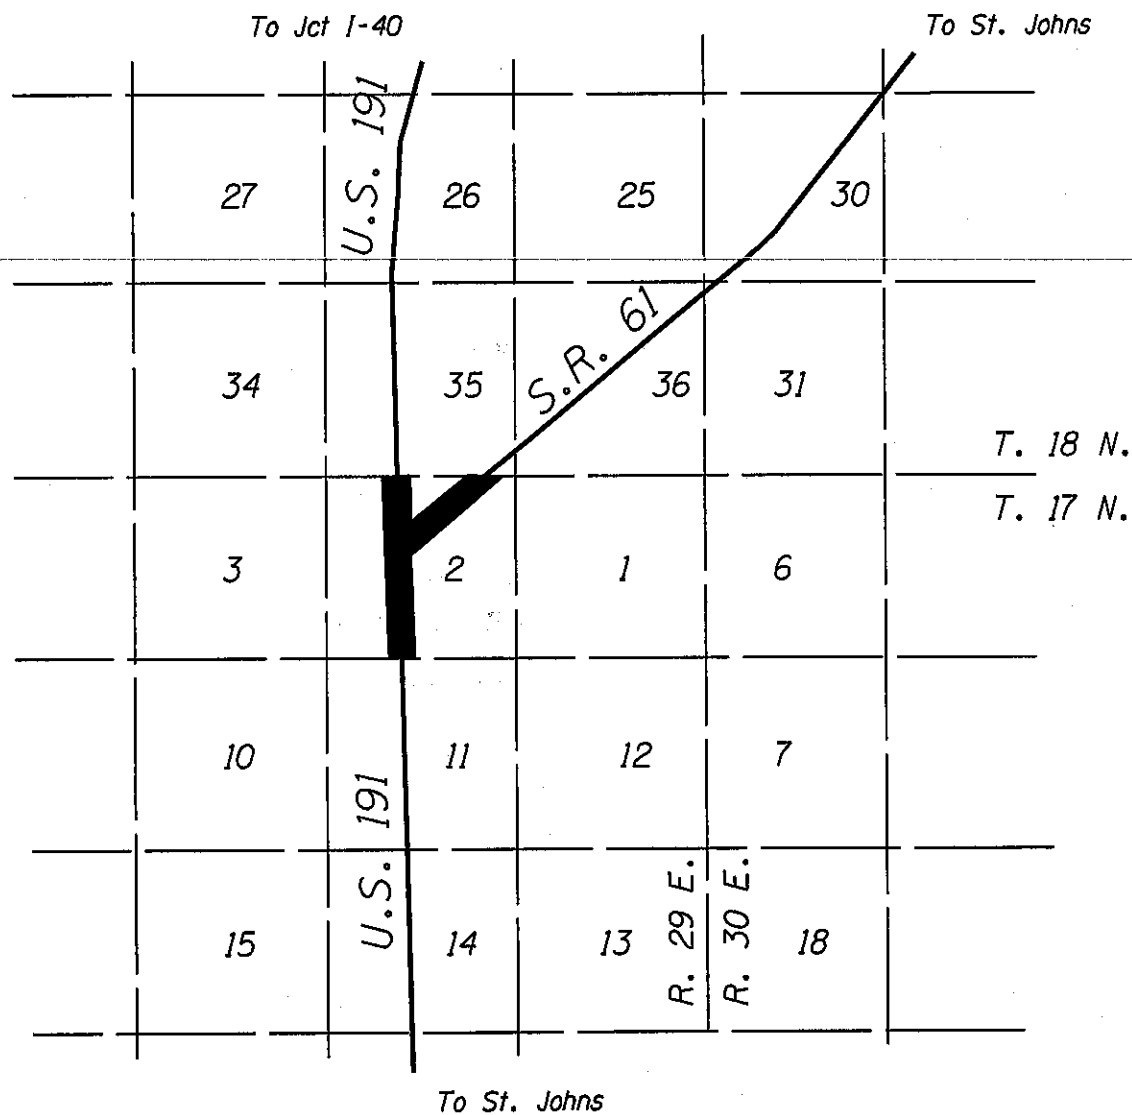 To Jct I-40
To St. Johns
U.S. 191
27
26
25
30
S.R. 61
34
35
36
31
T. 18 N.
T. 17 N.
3
2
1
6
10
11
12
7
U.S. 191
R. 29 E.
R. 30 E.
15
14
13
18
To St. Johns